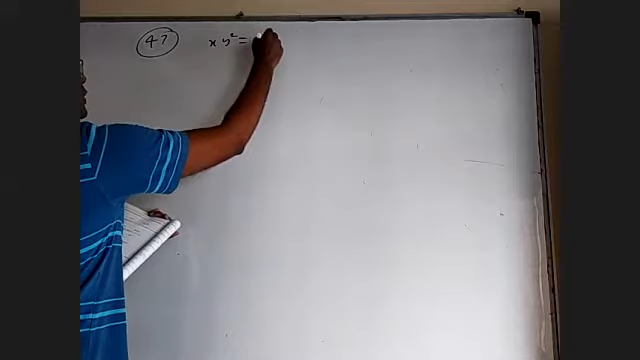 47 x y² =